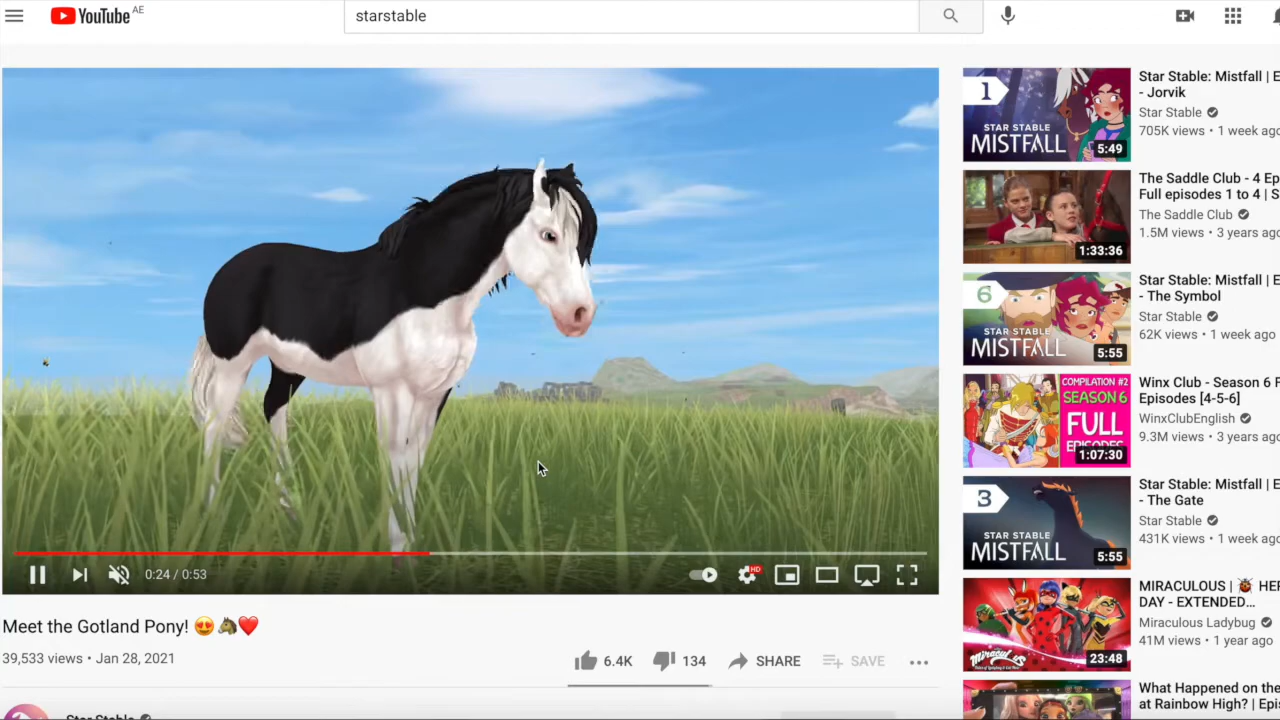 YouTube AE
starstable
0:24 / 0:53
HD
Meet the Gotland Pony! 😍🐴❤️
39,533 views • Jan 28, 2021
6.4K
134
SHARE
SAVE
Star Stable
1
STAR STABLE
MISTFALL
5:49
Star Stable: Mistfall | E
- Jorvik
Star Stable
705K views • 1 week ago
1:33:36
The Saddle Club - 4 Ep
Full episodes 1 to 4 | S
The Saddle Club
1.5M views • 3 years ago
6
STAR STABLE
MISTFALL
5:55
Star Stable: Mistfall | E
- The Symbol
Star Stable
62K views • 1 week ago
COMPILATION #2
SEASON 6
FULL
EPISODES
1:07:30
Winx Club - Season 6 F
Episodes [4-5-6]
WinxClubEnglish
9.3M views • 3 years ago
3
STAR STABLE
MISTFALL
5:55
Star Stable: Mistfall | E
- The Gate
Star Stable
431K views • 1 week ago
Miraculous
23:48
MIRACULOUS | 🐞 HER
DAY - EXTENDED...
Miraculous Ladybug
41M views • 1 year ago
What Happened on the
at Rainbow High? | Epi